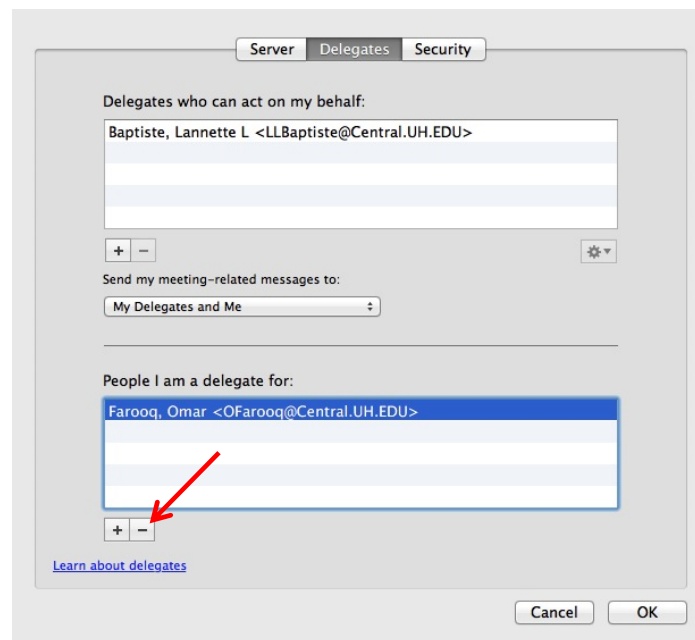 Server Delegates Security
Delegates who can act on my behalf:
Baptiste, Lannette L <LLBaptiste@Central.UH.EDU>
+ −
Send my meeting-related messages to:
My Delegates and Me
People I am a delegate for:
Farooq, Omar <OFarooq@Central.UH.EDU>
+ −
Learn about delegates
Cancel OK